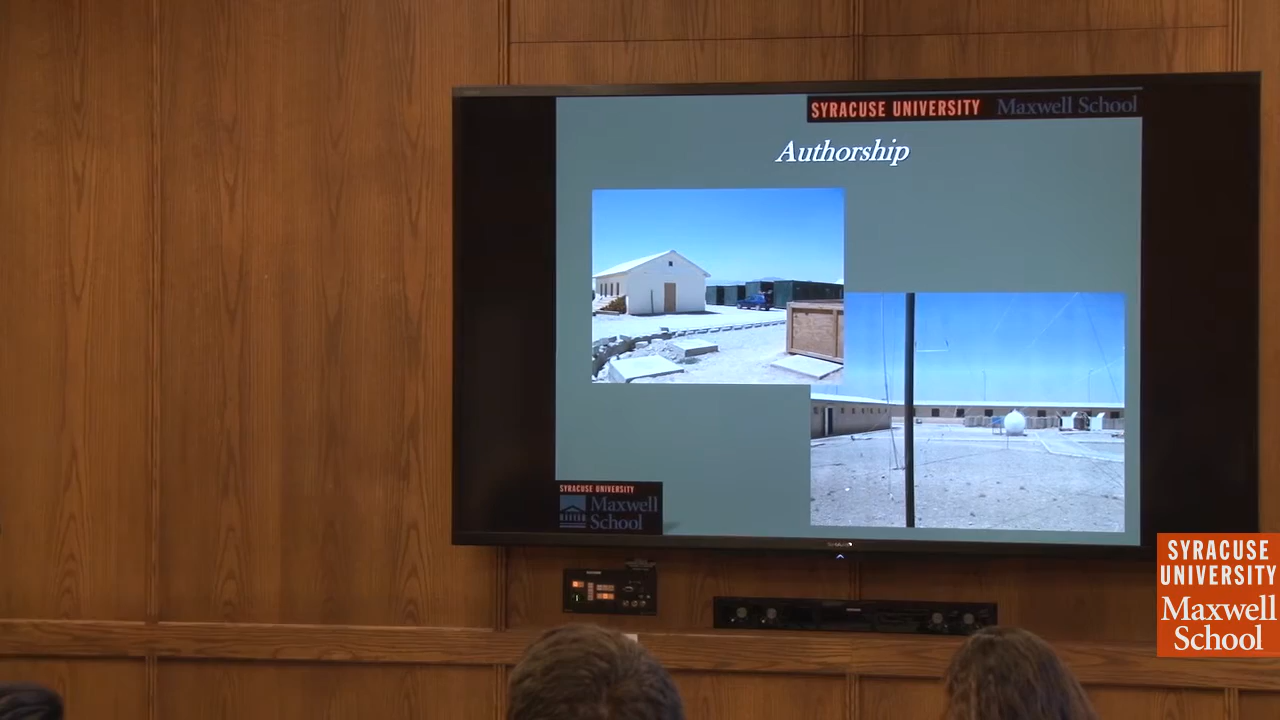 SYRACUSE UNIVERSITY Maxwell School
Authorship
SYRACUSE UNIVERSITY
Maxwell
School
SYRACUSE
UNIVERSITY
Maxwell
School